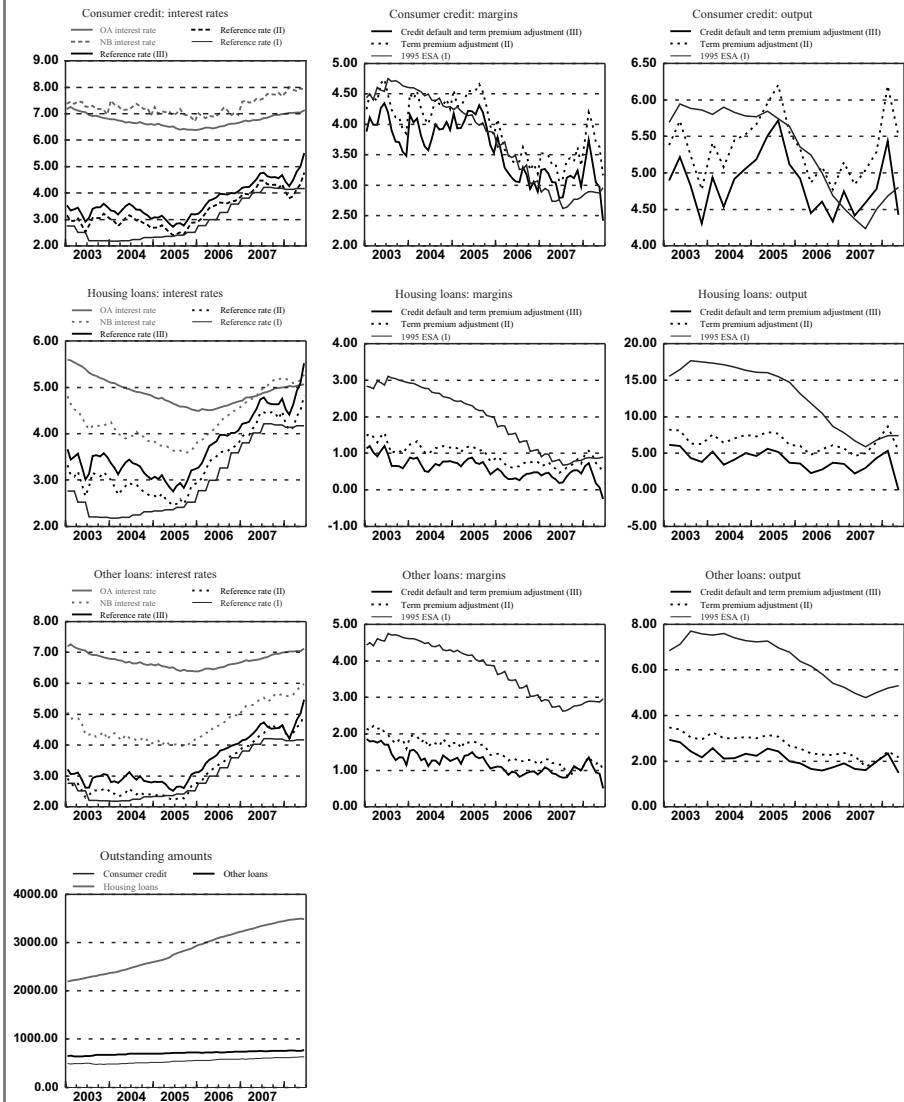 Consumer credit: interest rates
OA interest rate
NB interest rate
Reference rate (III)
Reference rate (II)
Reference rate (I)
9.00
8.00
7.00
6.00
5.00
4.00
3.00
2.00
2003 2004 2005 2006 2007
Consumer credit: margins
Credit default and term premium adjustment (III)
Term premium adjustment (II)
1995 ESA (I)
5.00
4.50
4.00
3.50
3.00
2.50
2.00
2003 2004 2005 2006 2007
Consumer credit: output
Credit default and term premium adjustment (III)
Term premium adjustment (II)
1995 ESA (I)
6.50
6.00
5.50
5.00
4.50
4.00
2003 2004 2005 2006 2007
Housing loans: interest rates
OA interest rate
NB interest rate
Reference rate (III)
Reference rate (II)
Reference rate (I)
6.00
5.00
4.00
3.00
2.00
2003 2004 2005 2006 2007
Housing loans: margins
Credit default and term premium adjustment (III)
Term premium adjustment (II)
1995 ESA (I)
4.00
3.00
2.00
1.00
0.00
-1.00
2003 2004 2005 2006 2007
Housing loans: output
Credit default and term premium adjustment (III)
Term premium adjustment (II)
1995 ESA (I)
20.00
15.00
10.00
5.00
0.00
-5.00
2003 2004 2005 2006 2007
Other loans: interest rates
OA interest rate
NB interest rate
Reference rate (III)
Reference rate (II)
Reference rate (I)
8.00
7.00
6.00
5.00
4.00
3.00
2.00
2003 2004 2005 2006 2007
Other loans: margins
Credit default and term premium adjustment (III)
Term premium adjustment (II)
1995 ESA (I)
5.00
4.00
3.00
2.00
1.00
0.00
2003 2004 2005 2006 2007
Other loans: output
Credit default and term premium adjustment (III)
Term premium adjustment (II)
1995 ESA (I)
8.00
6.00
4.00
2.00
0.00
2003 2004 2005 2006 2007
Outstanding amounts
Consumer credit
Housing loans
Other loans
4000.00
3000.00
2000.00
1000.00
0.00
2003 2004 2005 2006 2007